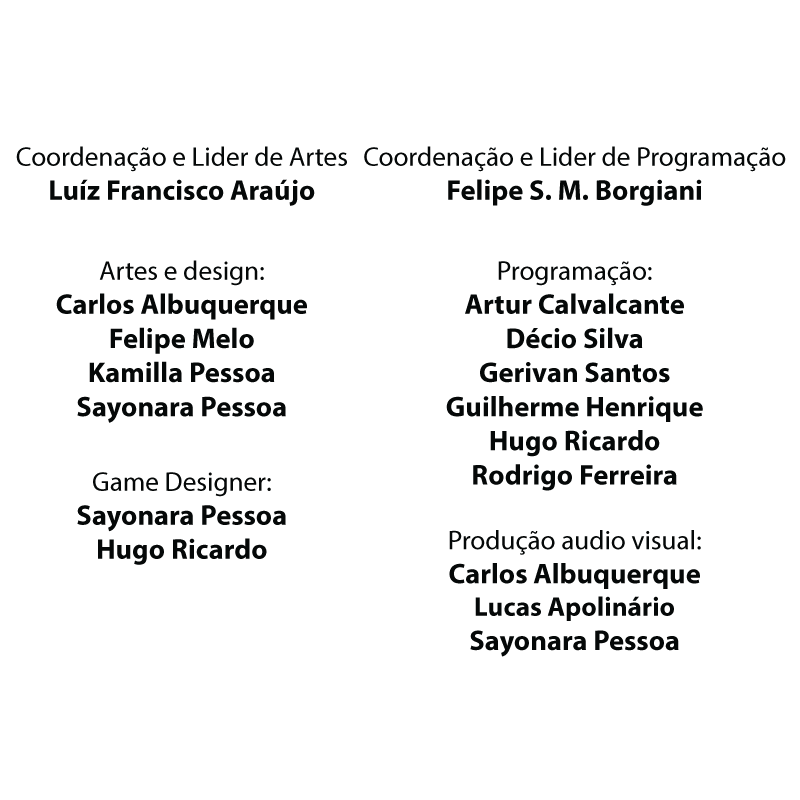 Coordenação e Lider de Artes
Luíz Francisco Araújo
Artes e design:
Carlos Albuquerque
Felipe Melo
Kamilla Pessoa
Sayonara Pessoa
Game Designer:
Sayonara Pessoa
Hugo Ricardo
Coordenação e Lider de Programação
Felipe S. M. Borgiani
Programação:
Artur Calvalcante
Décio Silva
Gerivan Santos
Guilherme Henrique
Hugo Ricardo
Rodrigo Ferreira
Produção audio visual:
Carlos Albuquerque
Lucas Apolinário
Sayonara Pessoa